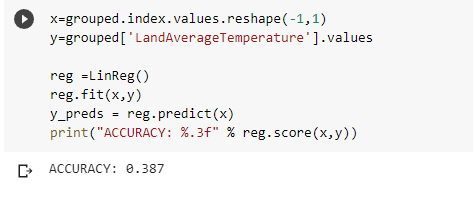 x=grouped.index.values.reshape(-1,1)
y=grouped['LandAverageTemperature'].values
reg =LinReg()
reg.fit(x,y)
y_preds = reg.predict(x)
print("ACCURACY: %.3f" % reg.score(x,y))
ACCURACY: 0.387